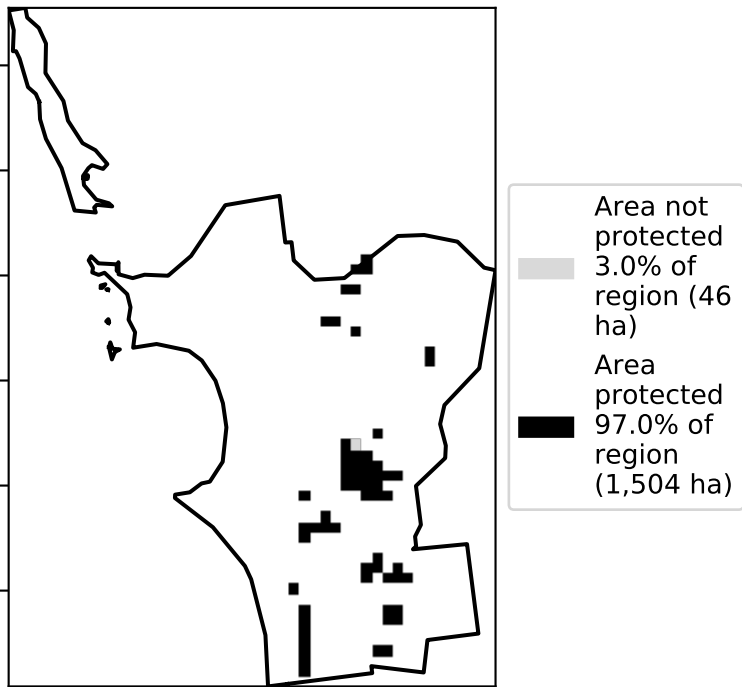 Area not
protected
3.0% of
region (46
ha)
Area
protected
97.0% of
region
(1,504 ha)